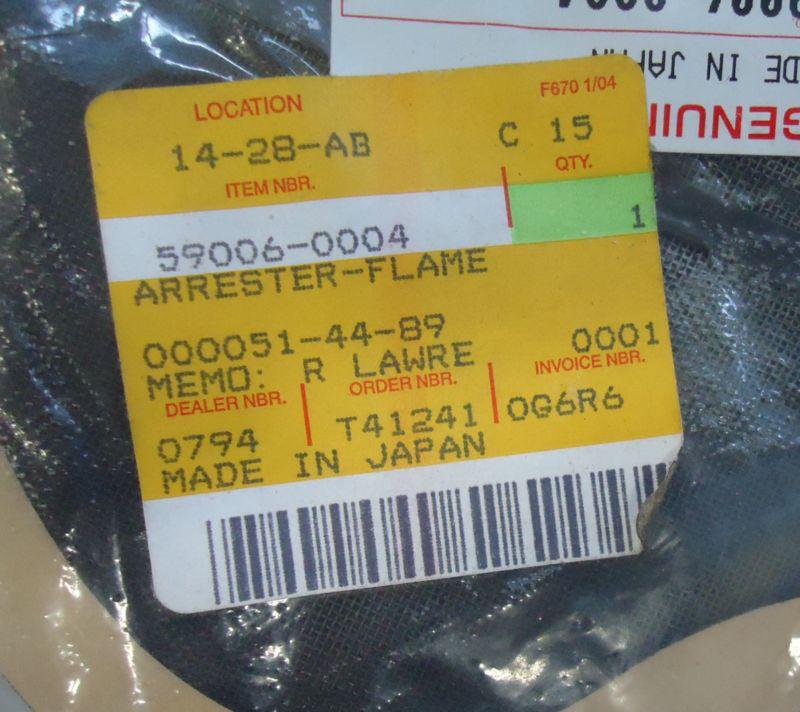 LOCATION
F670 1/04
14-28-AB
C 15
ITEM NBR.
QTY.
59006-0004
1
ARRESTER-FLAME
000051-44-89
0001
MEMO: R LAWRE
DEALER NBR.
ORDER NBR.
INVOICE NBR.
0794
T41241
0G6R6
MADE IN JAPAN
GENUIN
DE IN JAPAN